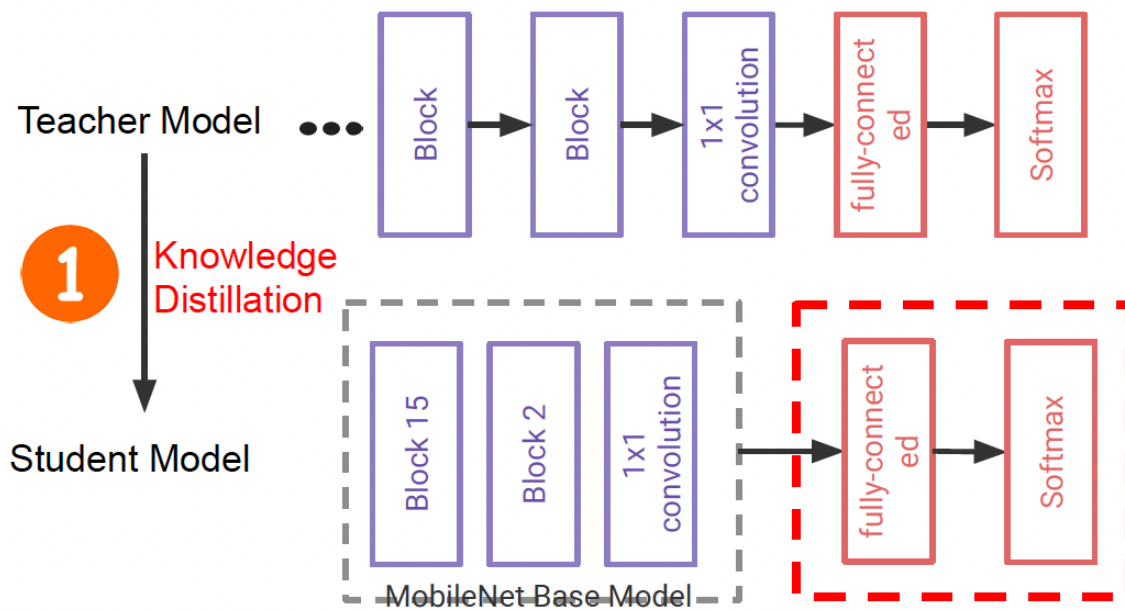 Teacher Model
Block
Block
1x1
convolution
fully-connect
ed
Softmax
1
Knowledge
Distillation
Student Model
Block 15
Block 2
1x1
convolution
MobileNet Base Model
fully-connect
ed
Softmax